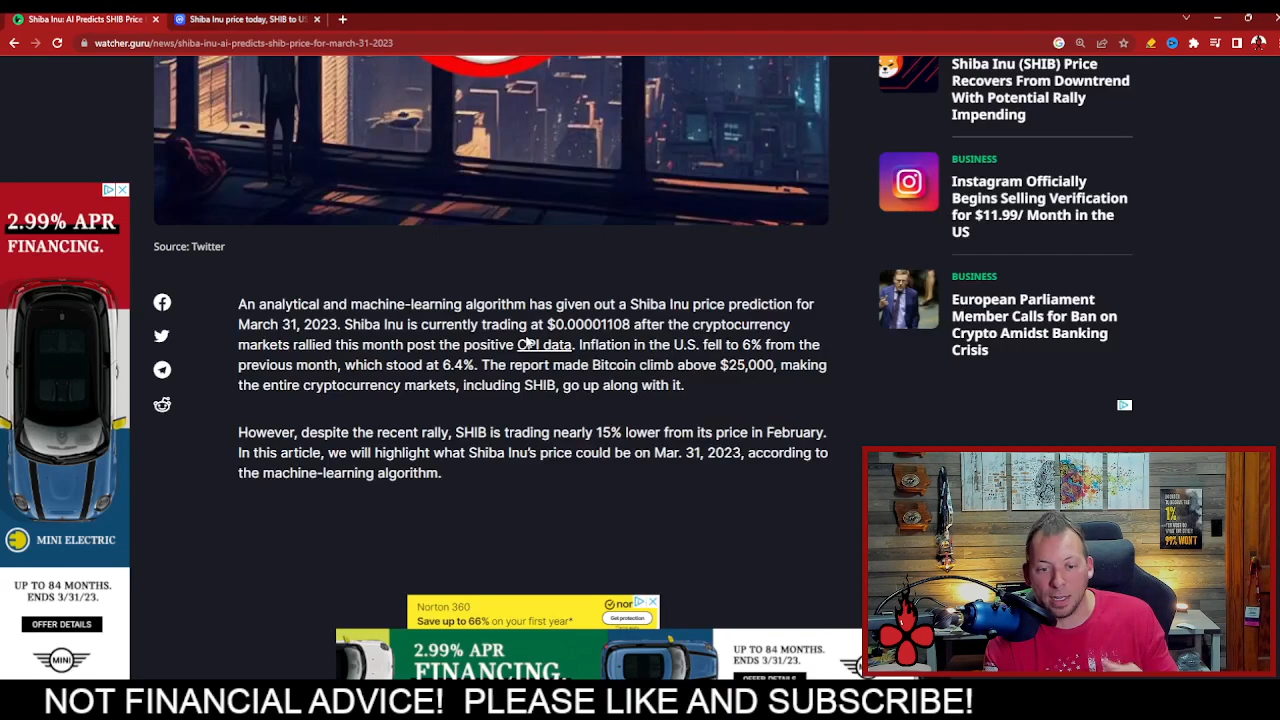 Shiba Inu: AI Predicts SHIB Price
Shiba Inu price today, SHIB to US
watcher.guru/news/shiba-inu-ai-predicts-shib-price-for-march-31-2023
Shiba Inu (SHIB) Price
Recovers From Downtrend
With Potential Rally
Impending
BUSINESS
Instagram Officially
Begins Selling Verification
for $11.99/ Month in the
US
BUSINESS
European Parliament
Member Calls for Ban on
Crypto Amidst Banking
Crisis
2.99% APR
FINANCING.
MINI ELECTRIC
UP TO 84 MONTHS.
ENDS 3/31/23.
OFFER DETAILS
MINI
Source: Twitter
An analytical and machine-learning algorithm has given out a Shiba Inu price prediction for
March 31, 2023. Shiba Inu is currently trading at $0.00001108 after the cryptocurrency
markets rallied this month post the positive CPI data. Inflation in the U.S. fell to 6% from the
previous month, which stood at 6.4%. The report made Bitcoin climb above $25,000, making
the entire cryptocurrency markets, including SHIB, go up along with it.
However, despite the recent rally, SHIB is trading nearly 15% lower from its price in February.
In this article, we will highlight what Shiba Inu's price could be on Mar. 31, 2023, according to
the machine-learning algorithm.
Norton 360
Save up to 66% on your first year*
nor
Get protection
2.99% APR
FINANCING.
UP TO 84 MONTHS.
ENDS 3/31/23.
1%
99% WON'T
NOT FINANCIAL ADVICE! PLEASE LIKE AND SUBSCRIBE!